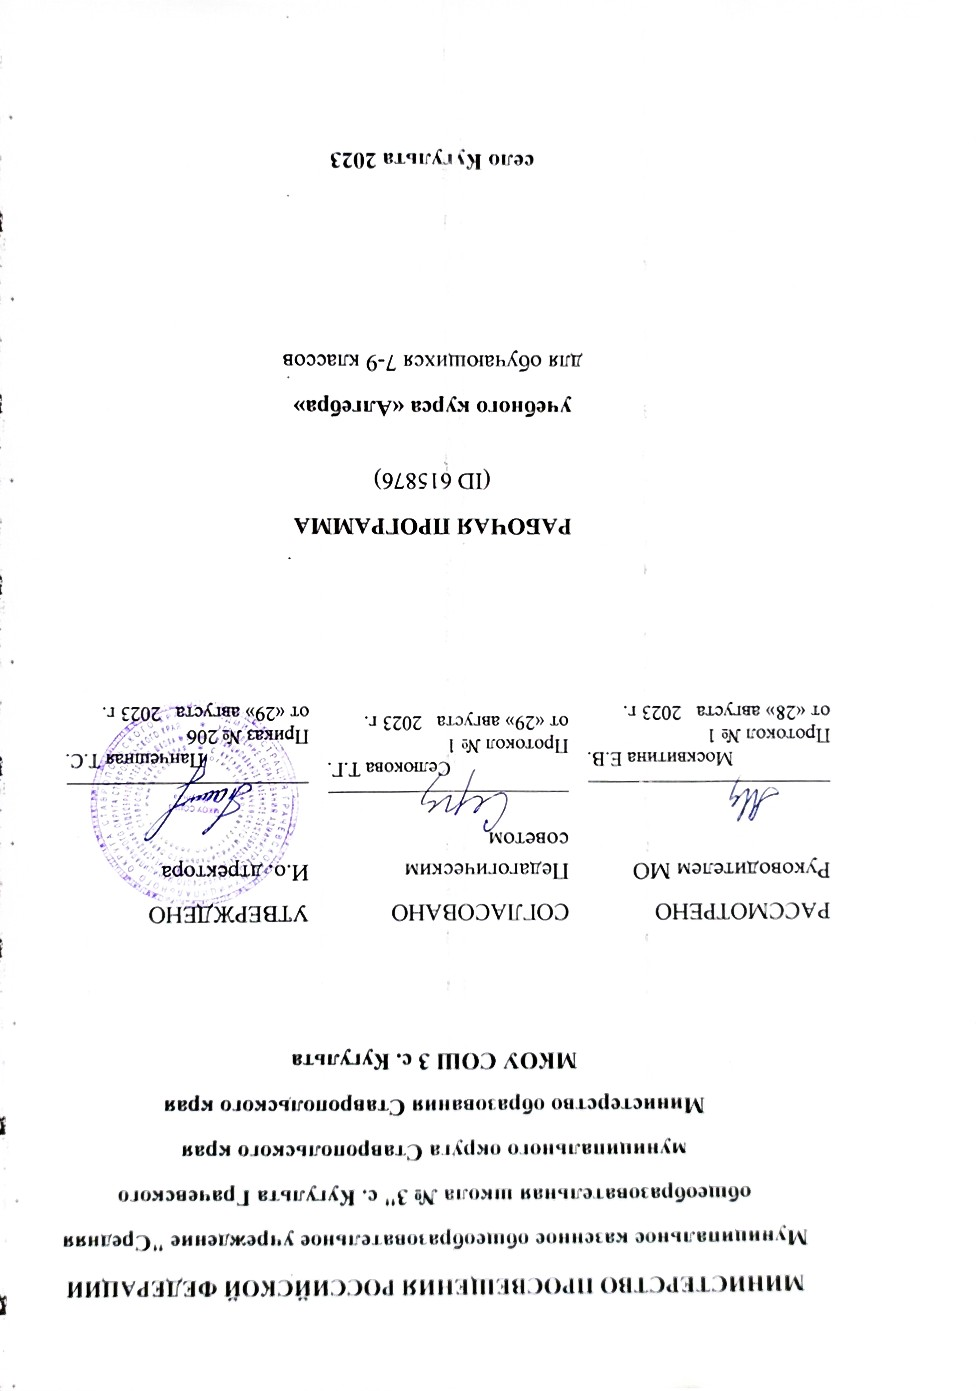 МИНИСТЕРСТВО ПРОСВЕЩЕНИЯ РОССИЙСКОЙ ФЕДЕРАЦИИ
Муниципальное казенное общеобразовательное учреждение "Средняя
общеобразовательная школа № 3" с. Кугульта Грачевского
муниципального округа Ставропольского края
Министерство образования Ставропольского края
МКОУ СОШ 3 с. Кугульта
РАССМОТРЕНО
Руководителем МО
Москвитина Е.В.
Протокол № 1
от «28» августа 2023 г.
СОГЛАСОВАНО
Педагогическим
советом
Селюкова Т.Г.
Протокол № 1
от «29» августа 2023 г.
УТВЕРЖДЕНО
И.о. дтректора
Панчешная Т.С.
Приказ № 206
от «29» августа 2023 г.
РАБОЧАЯ ПРОГРАММА
(ID 615876)
учебного курса «Алгебра»
для обучающихся 7-9 классов
село Кугульта 2023